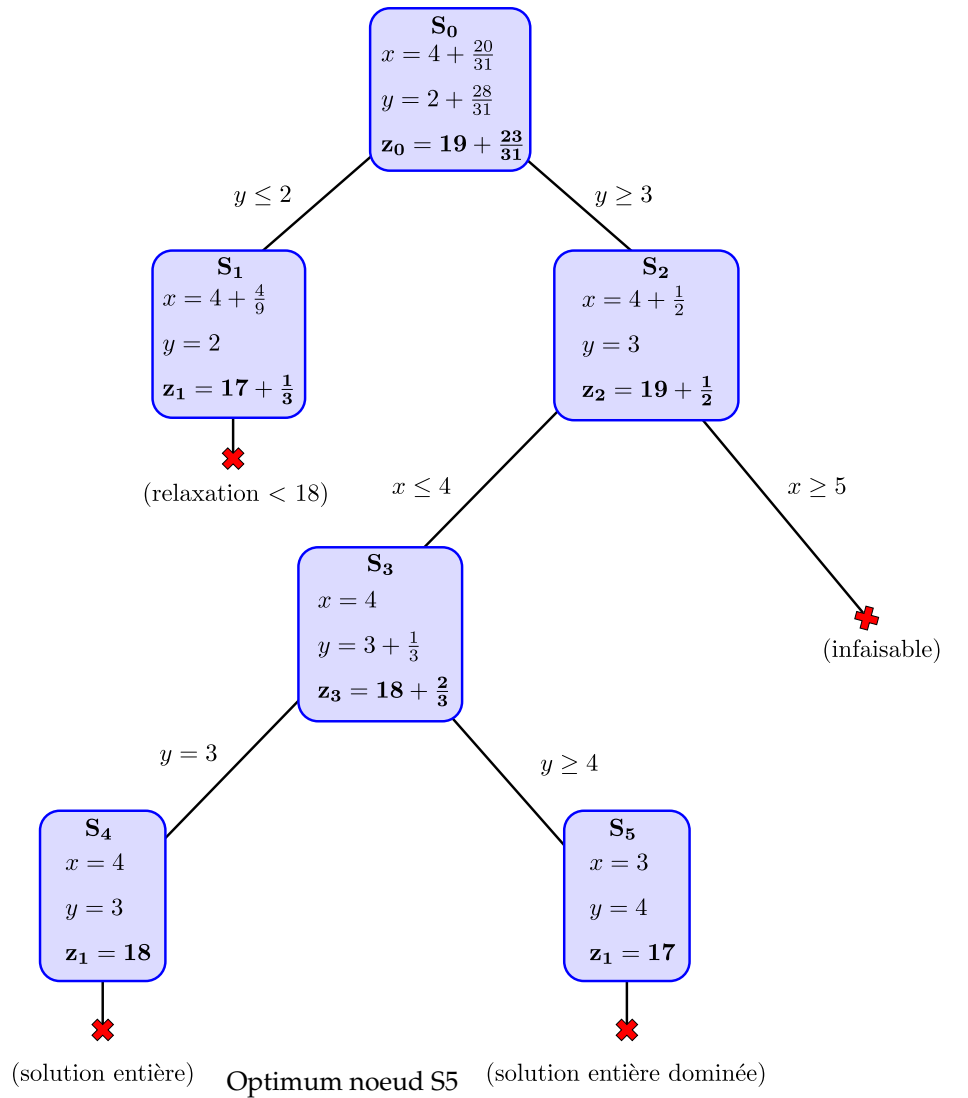 S₀
x = 4 + 20/31
y = 2 + 28/31
z₀ = 19 + 23/31
y ≤ 2
y ≥ 3
S₁
x = 4 + 4/9
y = 2
z₁ = 17 + 1/3
(relaxation < 18)
S₂
x = 4 + 1/2
y = 3
z₂ = 19 + 1/2
x ≤ 4
x ≥ 5
(infaisable)
S₃
x = 4
y = 3 + 1/3
z₃ = 18 + 2/3
y = 3
y ≥ 4
S₄
x = 4
y = 3
z₁ = 18
(solution entière)
S₅
x = 3
y = 4
z₁ = 17
(solution entière dominée)
Optimum noeud S5